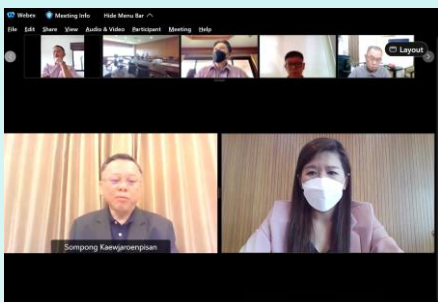 Webex Meeting Info Hide Menu Bar
File Edit Share View Audio & Video Participant Meeting Help
Layout
Sompong Kaewjaroenpisan